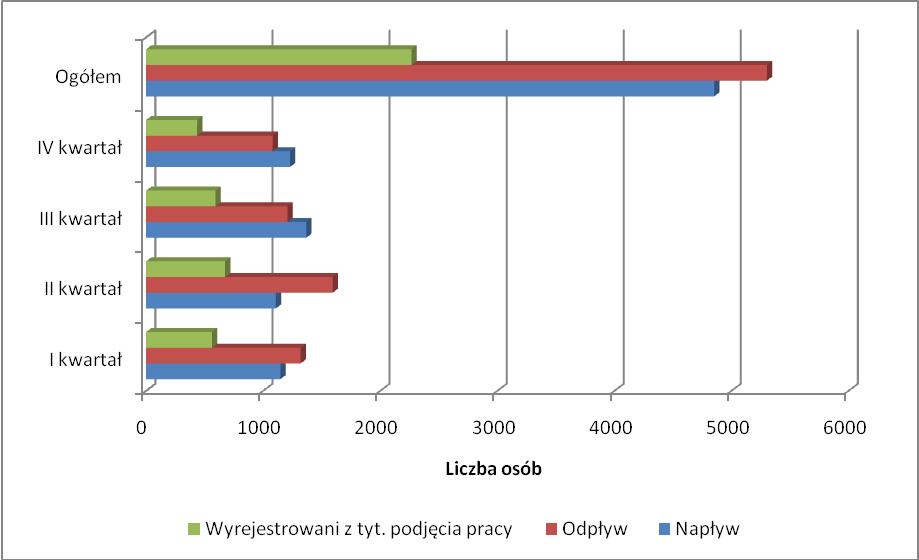 Ogółem
IV kwartał
III kwartał
II kwartał
I kwartał
0 1000 2000 3000 4000 5000 6000
Liczba osób
Wyrejestrowani z tyt. podjęcia pracy Odpływ Napływ